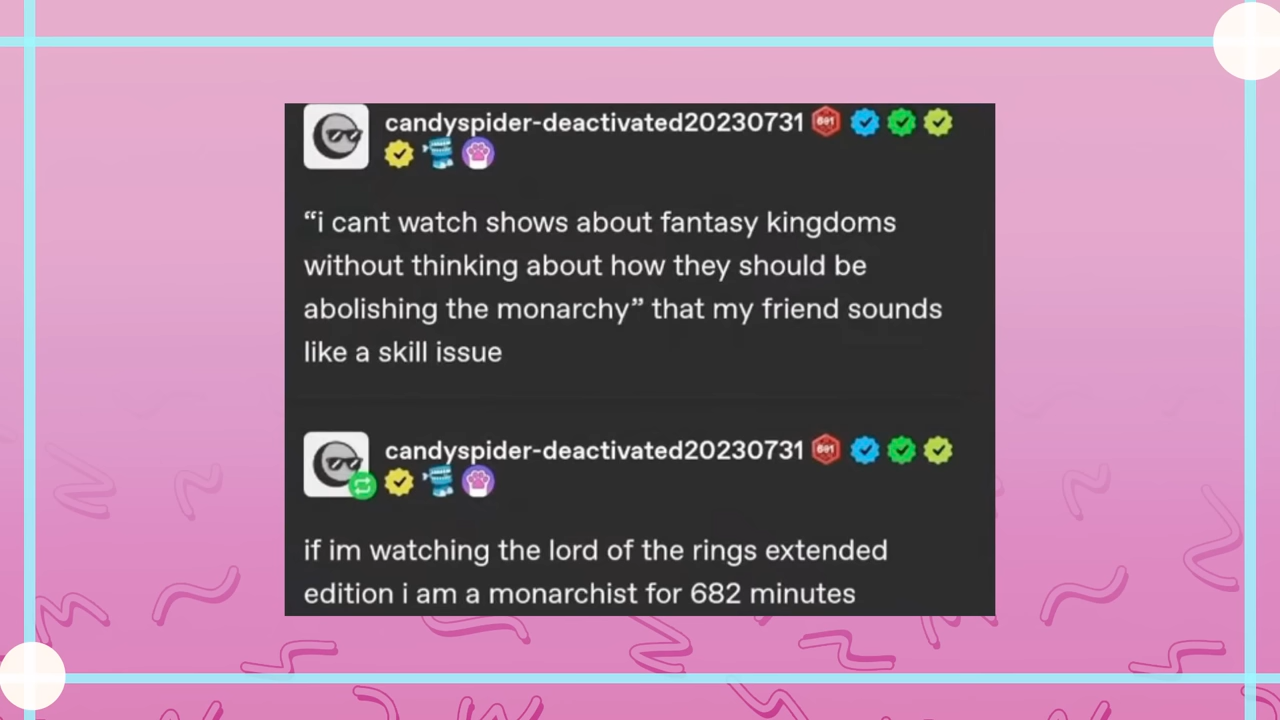 candyspider-deactivated20230731
“i cant watch shows about fantasy kingdoms
without thinking about how they should be
abolishing the monarchy” that my friend sounds
like a skill issue
candyspider-deactivated20230731
if im watching the lord of the rings extended
edition i am a monarchist for 682 minutes